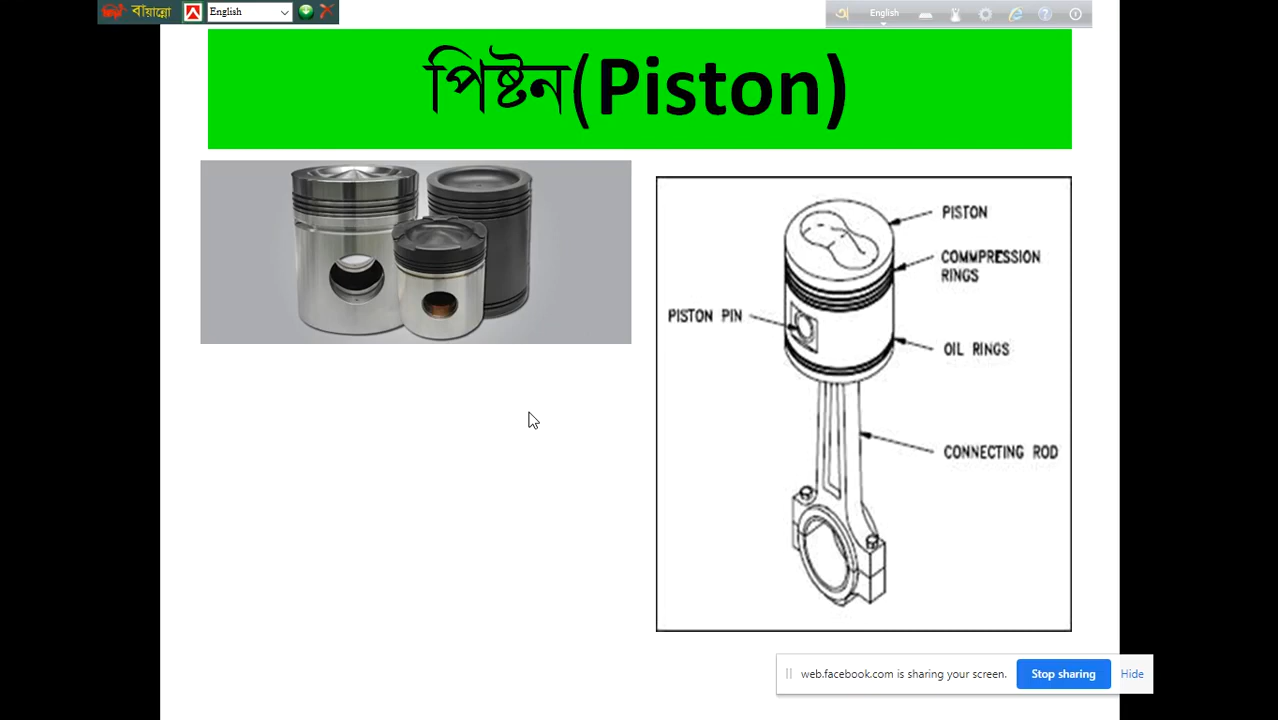 বায়ান্নো
English
অ
English
পিষ্টন(Piston)
PISTON
COMMPRESSION
RINGS
PISTON PIN
OIL RINGS
CONNECTING ROD
web.facebook.com is sharing your screen.
Stop sharing
Hide